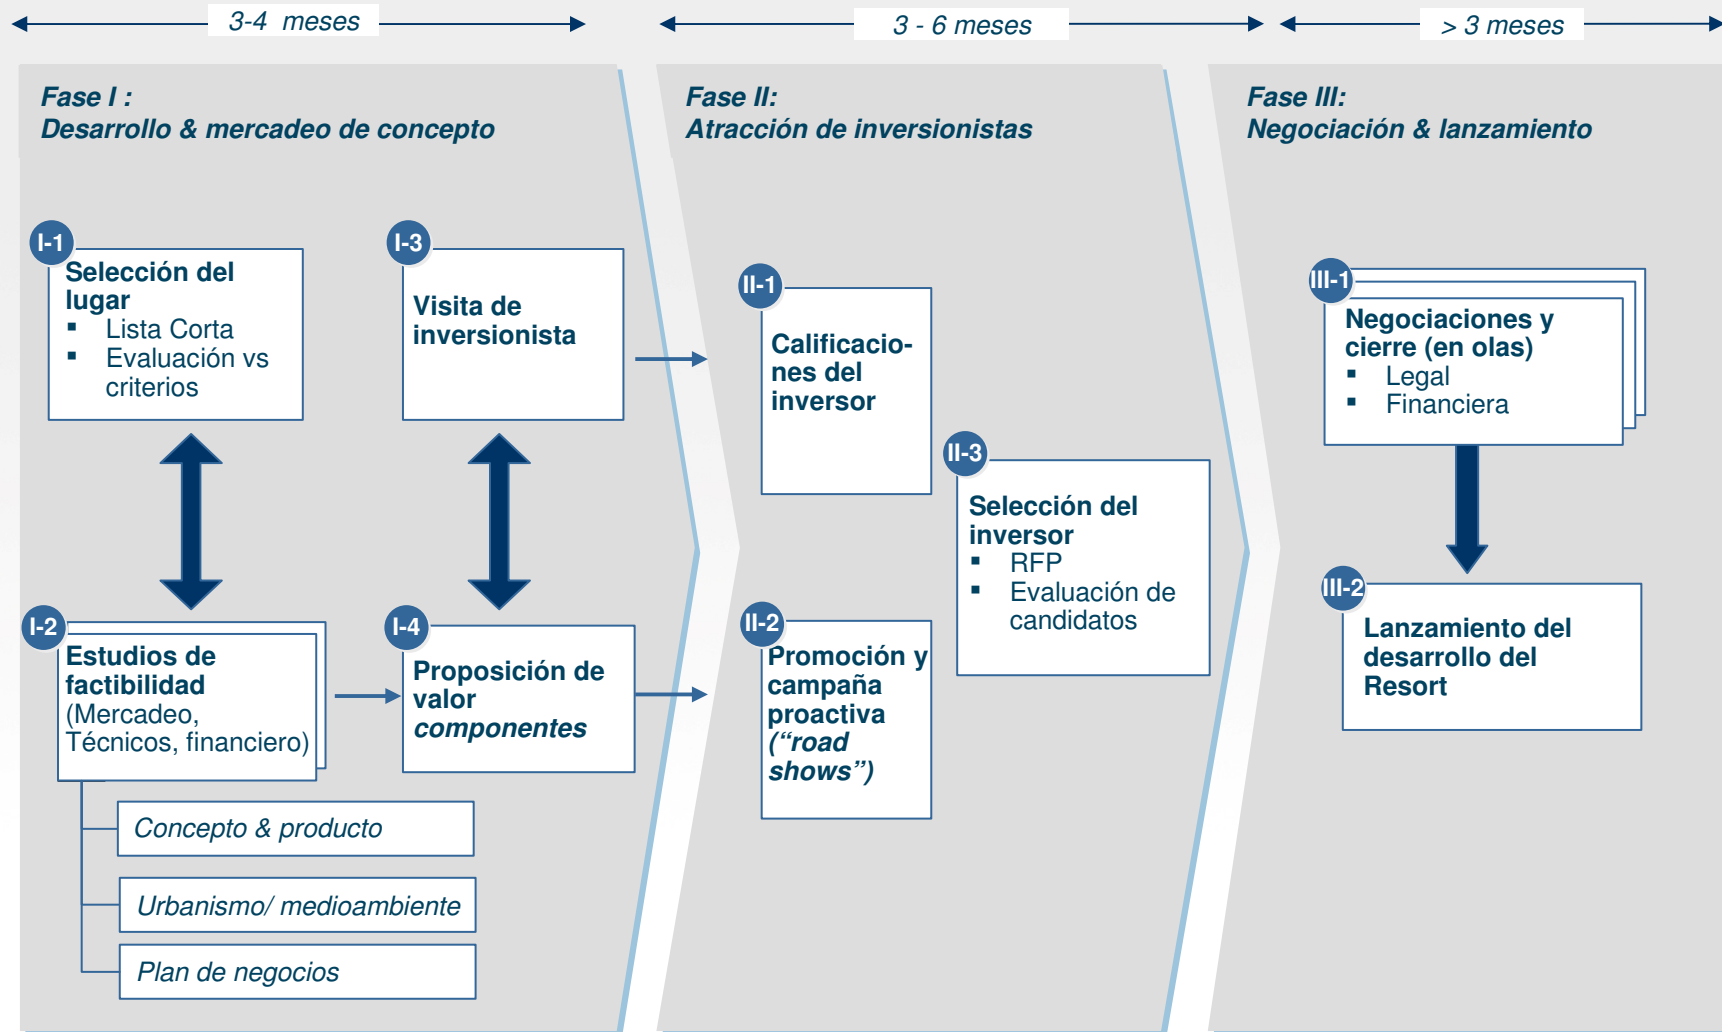 3-4 meses
3 - 6 meses
> 3 meses
Fase I :
Desarrollo & mercadeo de concepto
Fase II:
Atracción de inversionistas
Fase III:
Negociación & lanzamiento
I-1
Selección del
lugar
▪ Lista Corta
▪ Evaluación vs
criterios
I-3
Visita de
inversionista
I-2
Estudios de
factibilidad
(Mercadeo,
Técnicos, financiero)
I-4
Proposición de
valor
componentes
Concepto & producto
Urbanismo/ medioambiente
Plan de negocios
II-1
Calificacio-
nes del
inversor
II-2
Promoción y
campaña
proactiva
(“road
shows”)
II-3
Selección del
inversor
▪ RFP
▪ Evaluación de
candidatos
III-1
Negociaciones y
cierre (en olas)
▪ Legal
▪ Financiera
III-2
Lanzamiento del
desarrollo del
Resort